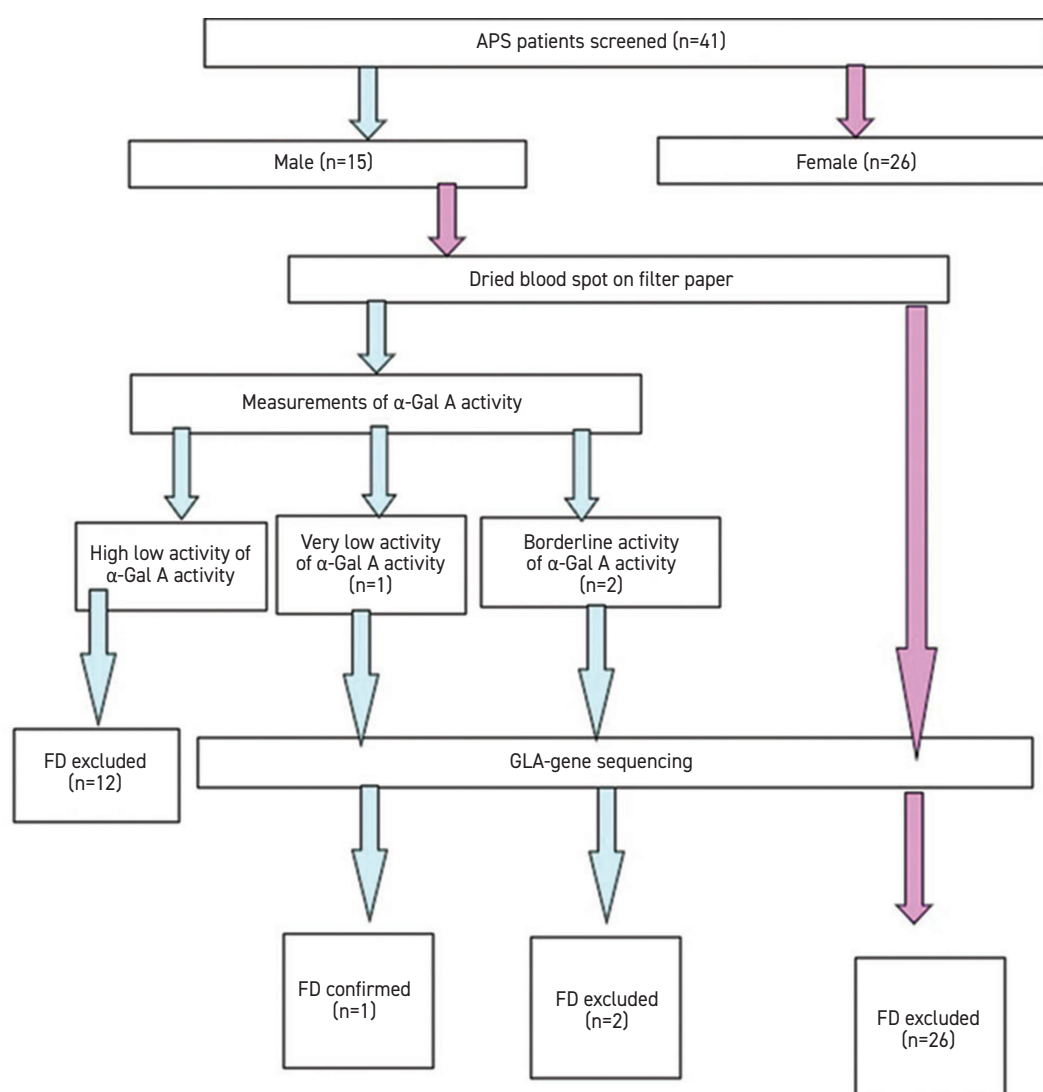 APS patients screened (n=41)
Male (n=15)
Female (n=26)
Dried blood spot on filter paper
Measurements of α-Gal A activity
High low activity of
α-Gal A activity
Very low activity
of α-Gal A activity
(n=1)
Borderline activity
of α-Gal A activity
(n=2)
FD excluded
(n=12)
GLA-gene sequencing
FD confirmed
(n=1)
FD excluded
(n=2)
FD excluded
(n=26)